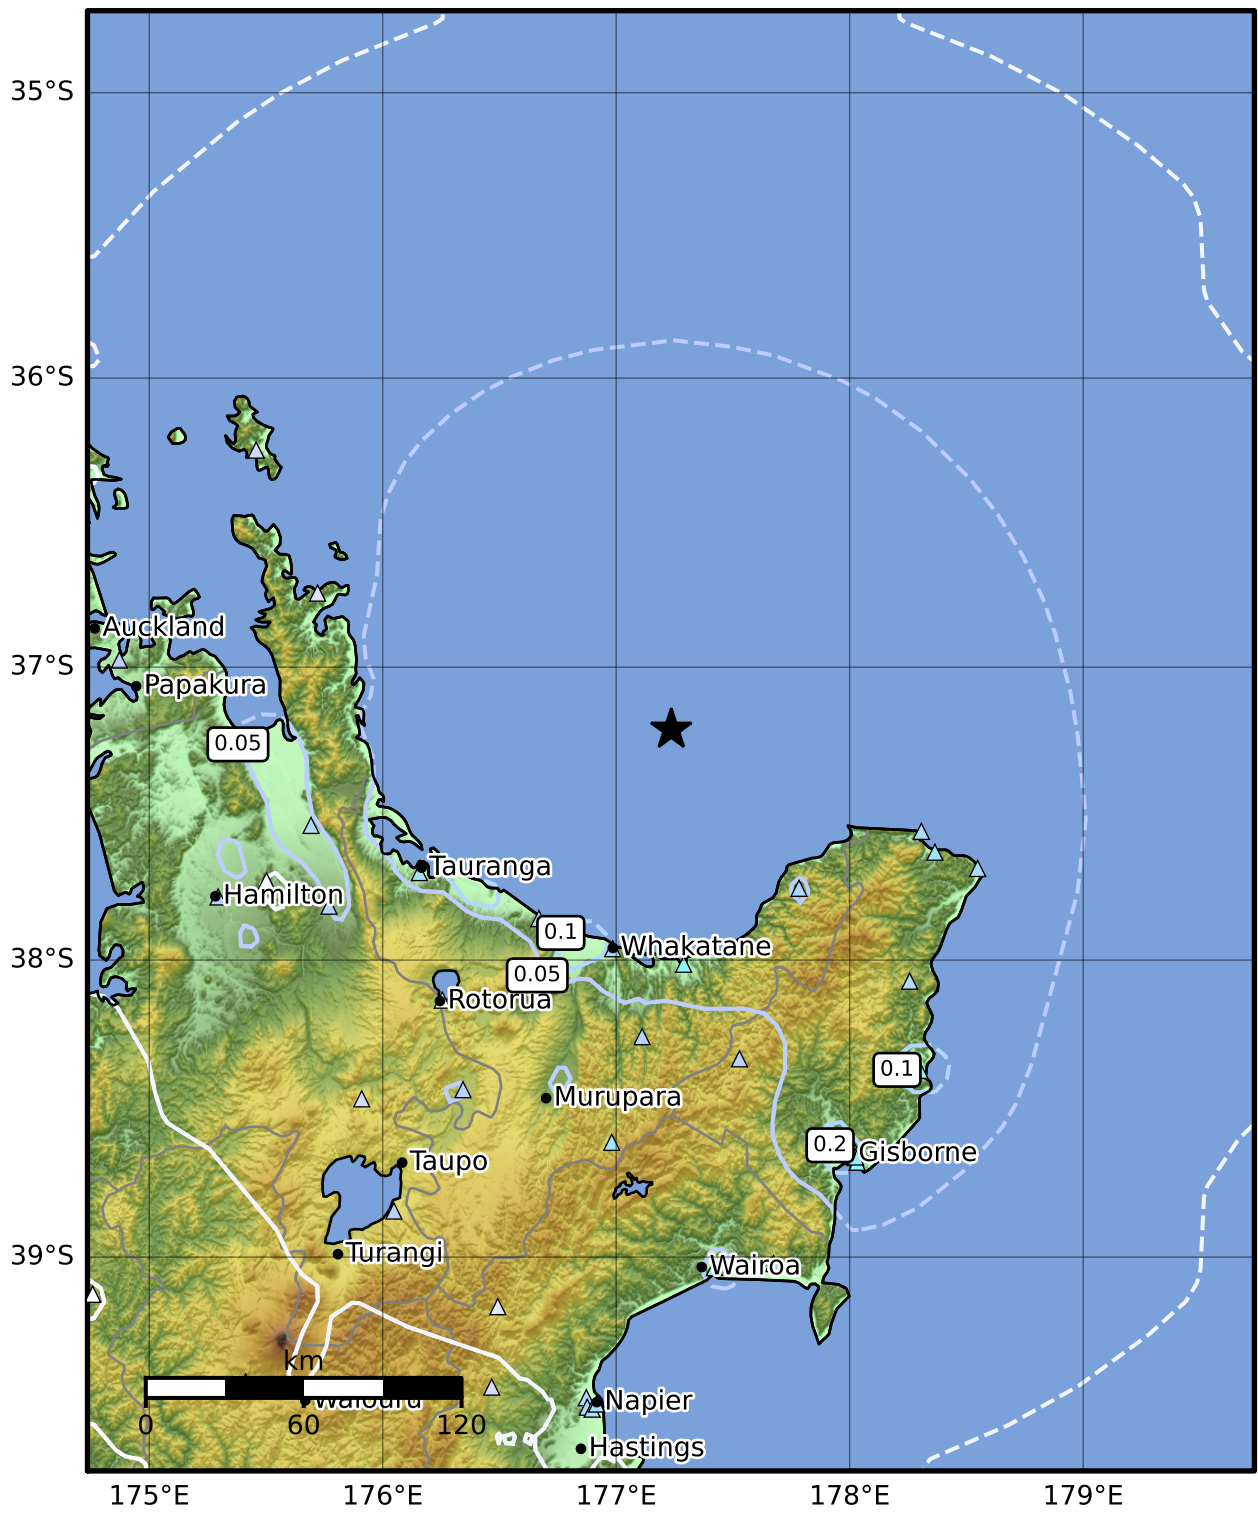 35°S
36°S
Auckland
37°S
Papakura
0.05
Tauranga
Hamilton
0.1
Whakatane
38°S
0.05
Rotorua
0.1
Murupara
0.2
Gisborne
Taupo
Turangi
39°S
Wairoa
km
Waiouru
Napier
0
60
120
Hastings
175°E
176°E
177°E
178°E
179°E